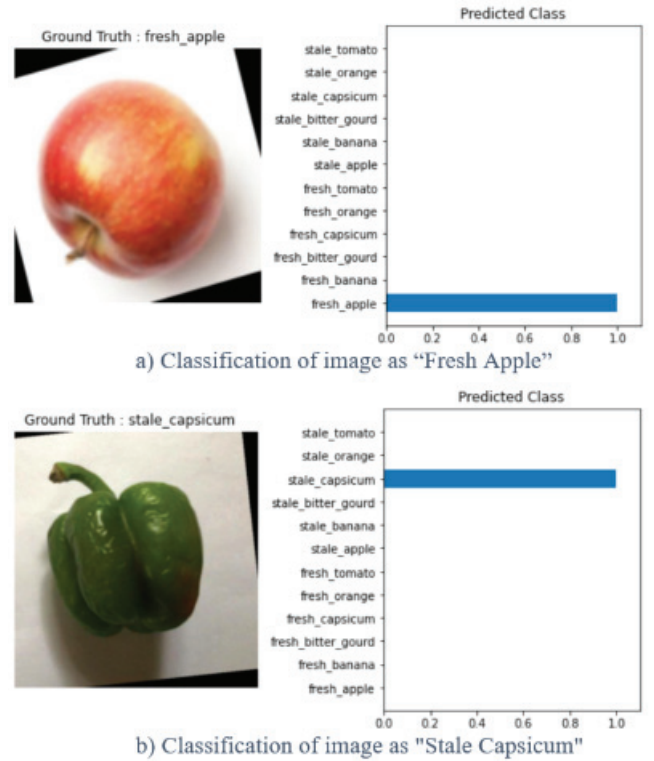 Ground Truth : fresh_apple
Predicted Class
stale_tomato
stale_orange
stale_capsicum
stale_bitter_gourd
stale_banana
stale_apple
fresh_tomato
fresh_orange
fresh_capsicum
fresh_bitter_gourd
fresh_banana
fresh_apple
0.0 0.2 0.4 0.6 0.8 1.0
a) Classification of image as “Fresh Apple”
Ground Truth : stale_capsicum
Predicted Class
stale_tomato
stale_orange
stale_capsicum
stale_bitter_gourd
stale_banana
stale_apple
fresh_tomato
fresh_orange
fresh_capsicum
fresh_bitter_gourd
fresh_banana
fresh_apple
0.0 0.2 0.4 0.6 0.8 1.0
b) Classification of image as "Stale Capsicum"